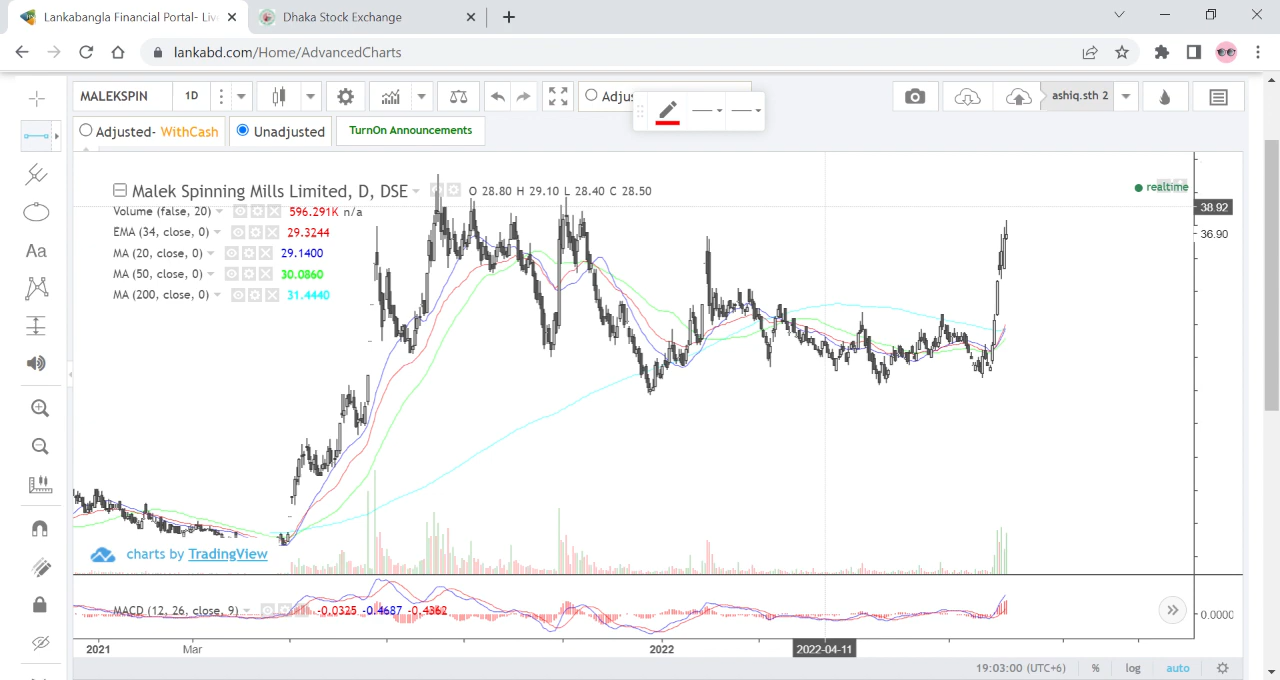 Lankabangla Financial Portal- Liv
Dhaka Stock Exchange
lankabd.com/Home/AdvancedCharts
MALEKSPIN
1D
Adjus
ashiq.sth 2
Adjusted- WithCash
Unadjusted
TurnOn Announcements
Malek Spinning Mills Limited, D, DSE
O 28.80 H 29.10 L 28.40 C 28.50
realtime
Volume (false, 20) 596.291K n/a
38.92
EMA (34, close, 0) 29.3244
36.90
MA (20, close, 0) 29.1400
MA (50, close, 0) 30.0860
MA (200, close, 0) 31.4440
Aa
charts by TradingView
MACD (12, 26, close, 9) -0.0325 -0.4687 -0.4362
0.0000
2021 Mar 2022 2022-04-11
19:03:00 (UTC+6) % log auto